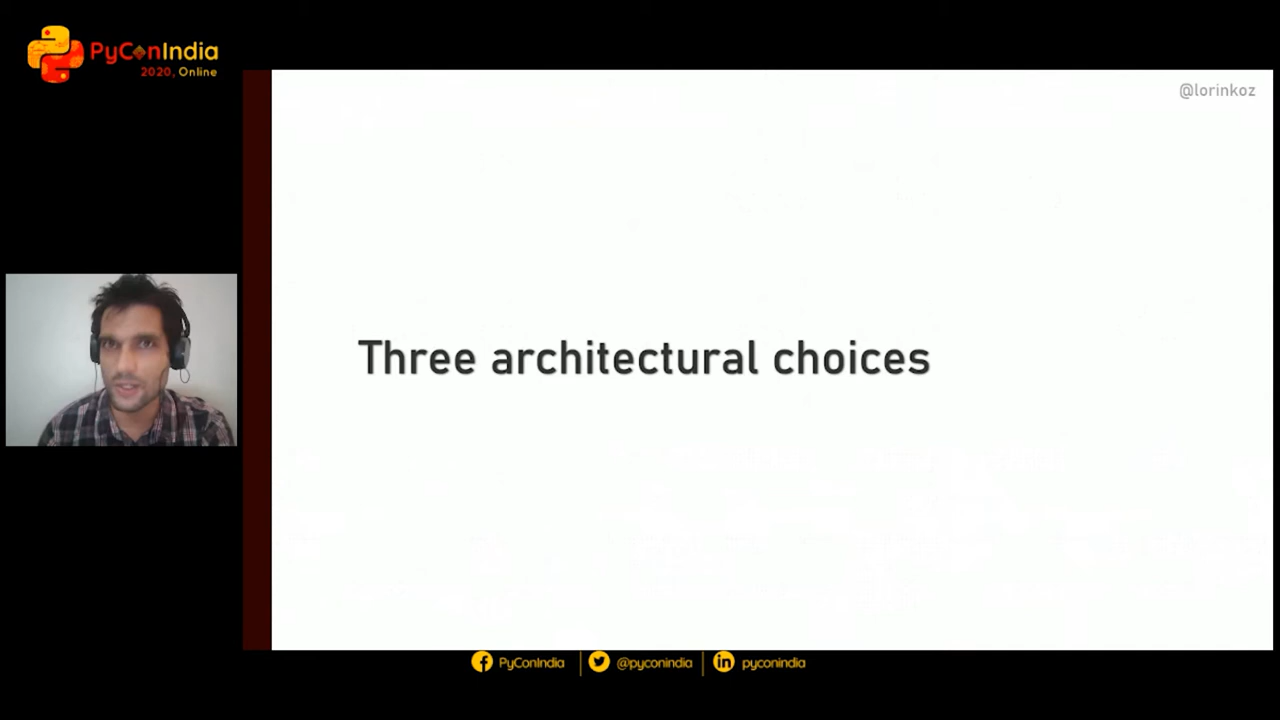 PyConIndia
2020, Online
@lorinkoz
Three architectural choices
PyConIndia
@pyconindia
pyconindia